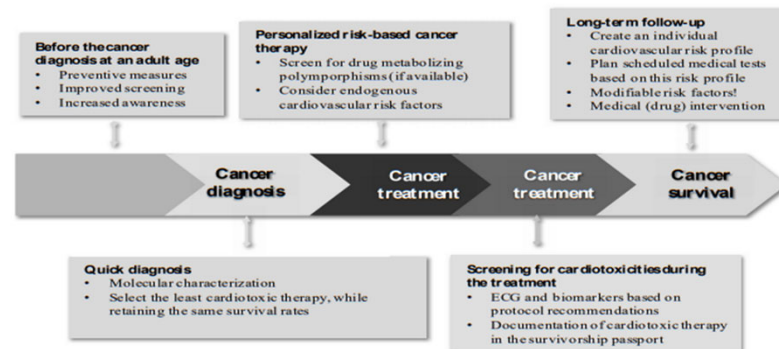 Before the cancer
diagnosis at an adult age
• Preventive measures
• Improved screening
• Increased awareness
Personalized risk-based cancer
therapy
• Screen for drug metabolizing
polymorphisms (if available)
• Consider endogenous
cardiovascular risk factors
Long-term follow-up
• Create an individual
cardiovascular risk profile
• Plan scheduled medical tests
based on this risk profile
• Modifiable risk factors!
• Medical (drug) intervention
Cancer
diagnosis
Cancer
treatment
Cancer
treatment
Cancer
survival
Quick diagnosis
• Molecular characterization
• Select the least cardiotoxic therapy, while
retaining the same survival rates
Screening for cardiotoxicities during
the treatment
• ECG and biomarkers based on
protocol recommendations
• Documentation of cardiotoxic therapy
in the survivorship passport